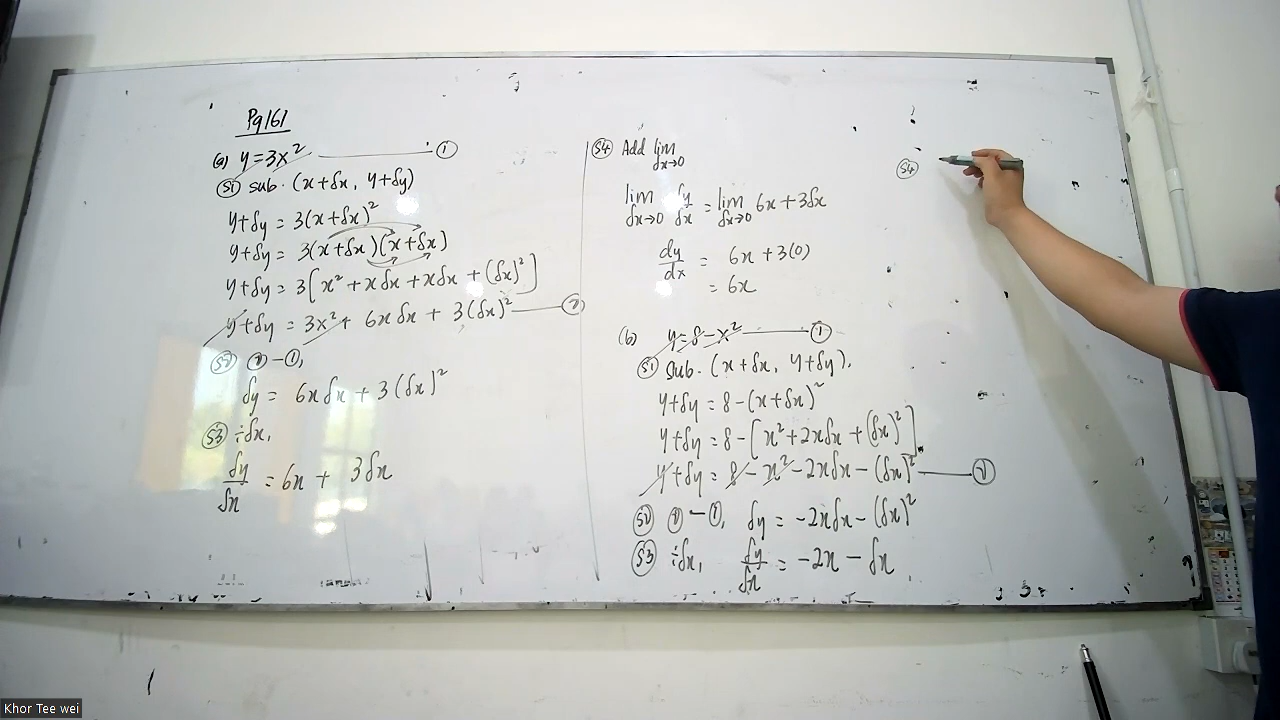 Pg161
(a) y=3x² ——— ①
(S1) sub. (x+δx, y+δy)
y+δy = 3(x+δx)²
y+δy = 3(x+δx)(x+δx)
y+δy = 3[x²+xδx+xδx+(δx)²]
y+δy = 3x²+ 6xδx + 3(δx)² ——— ②
(S2) ②-①,
δy = 6xδx + 3(δx)²
(S3) ÷δx,
δy/δx = 6x + 3δx
(S4) Add lim δx→0
lim δx→0 δy/δx = lim δx→0 6x+3δx
dy/dx = 6x+3(0)
= 6x
(b) y=8-x² ——— ①
(S1) sub. (x+δx, y+δy),
y+δy = 8-(x+δx)²
y+δy = 8-[x²+2xδx+(δx)²]
y+δy = 8-x²-2xδx-(δx)² ——— ②
(S2) ②-①, δy = -2xδx-(δx)²
(S3) ÷δx, δy/δx = -2x-δx
(S4)
Khor Tee wei